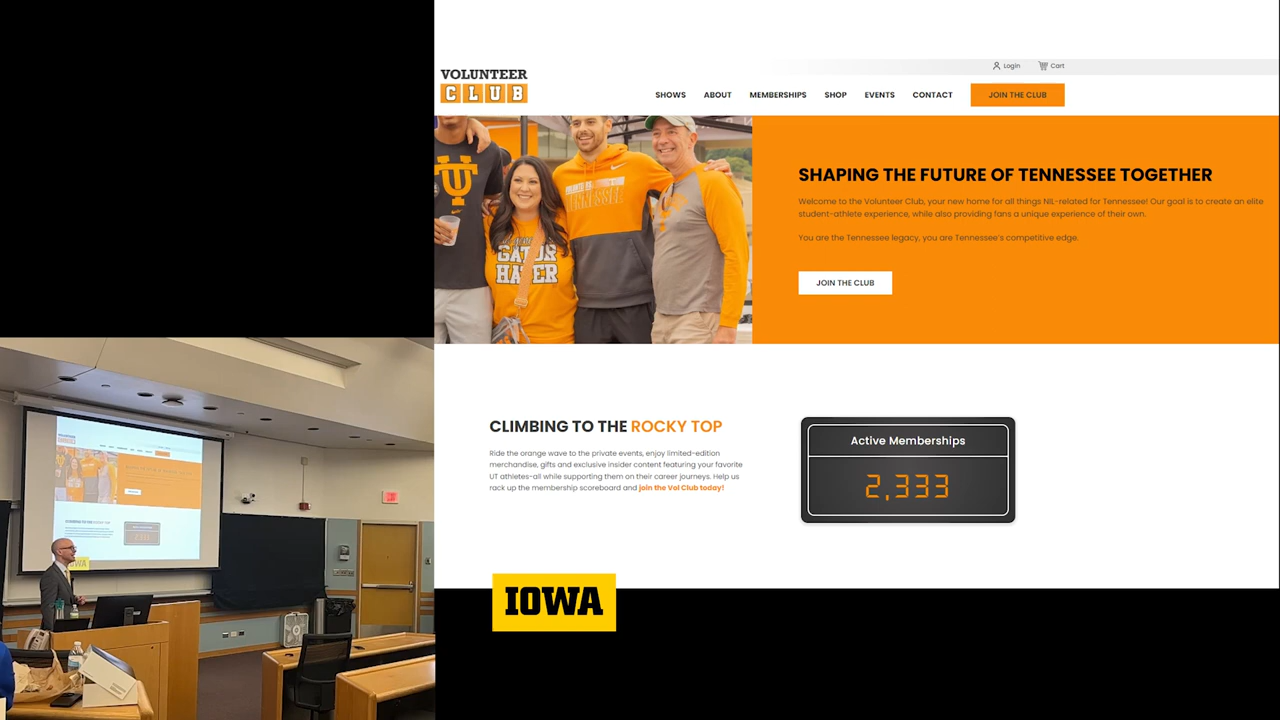 VOLUNTEER
CLUB
Login
Cart
SHOWS
ABOUT
MEMBERSHIPS
SHOP
EVENTS
CONTACT
JOIN THE CLUB
GATOR
HATER
TENNESSEE
SHAPING THE FUTURE OF TENNESSEE TOGETHER
Welcome to the Volunteer Club, your new home for all things NIL-related for Tennessee! Our goal is to create an elite
student-athlete experience, while also providing fans a unique experience of their own.
You are the Tennessee legacy, you are Tennessee's competitive edge.
JOIN THE CLUB
CLIMBING TO THE ROCKY TOP
Ride the orange wave to the private events, enjoy limited-edition
merchandise, gifts and exclusive insider content featuring your favorite
UT athletes-all while supporting them on their career journeys. Help us
rack up the membership scoreboard and join the Vol Club today!
Active Memberships
2,333
IOWA